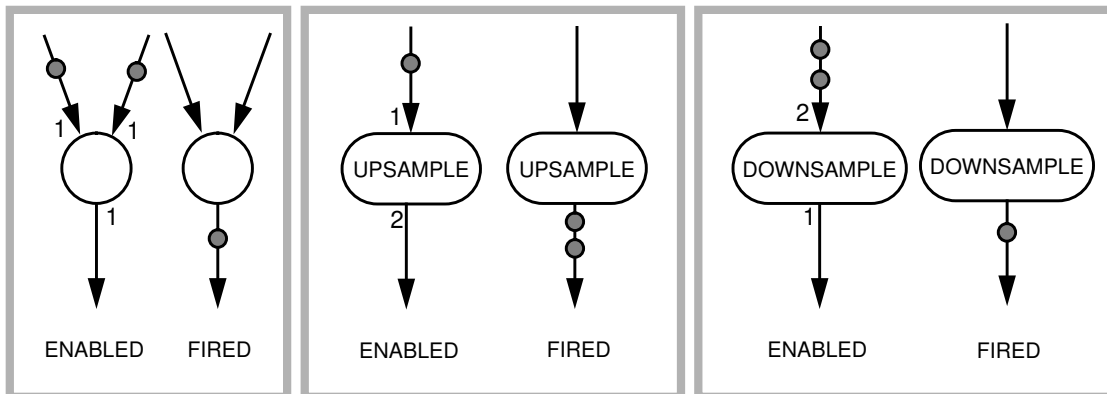 1 1
1
ENABLED FIRED
1
UPSAMPLE UPSAMPLE
2
ENABLED FIRED
2
DOWNSAMPLE DOWNSAMPLE
1
ENABLED FIRED